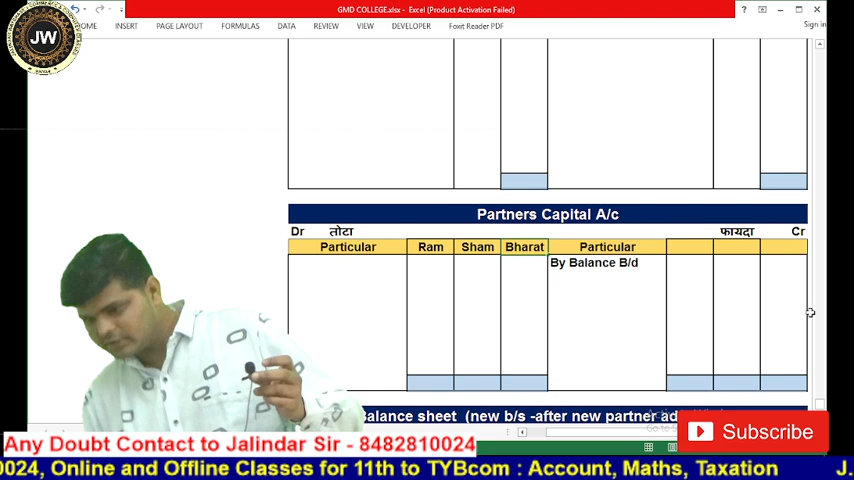 GMD COLLEGE.xlsx - Excel (Product Activation Failed)
Sign in
HOME INSERT PAGE LAYOUT FORMULAS DATA REVIEW VIEW DEVELOPER Foxit Reader PDF
JW
Partners Capital A/c
Dr तोटा फायदा Cr
Particular Ram Sham Bharat Particular
By Balance B/d
Balance sheet (new b/s -after new partner ad
Subscribe
Any Doubt Contact to Jalindar Sir - 8482810024
0024, Online and Offline Classes for 11th to TYBcom : Account, Maths, Taxation J.